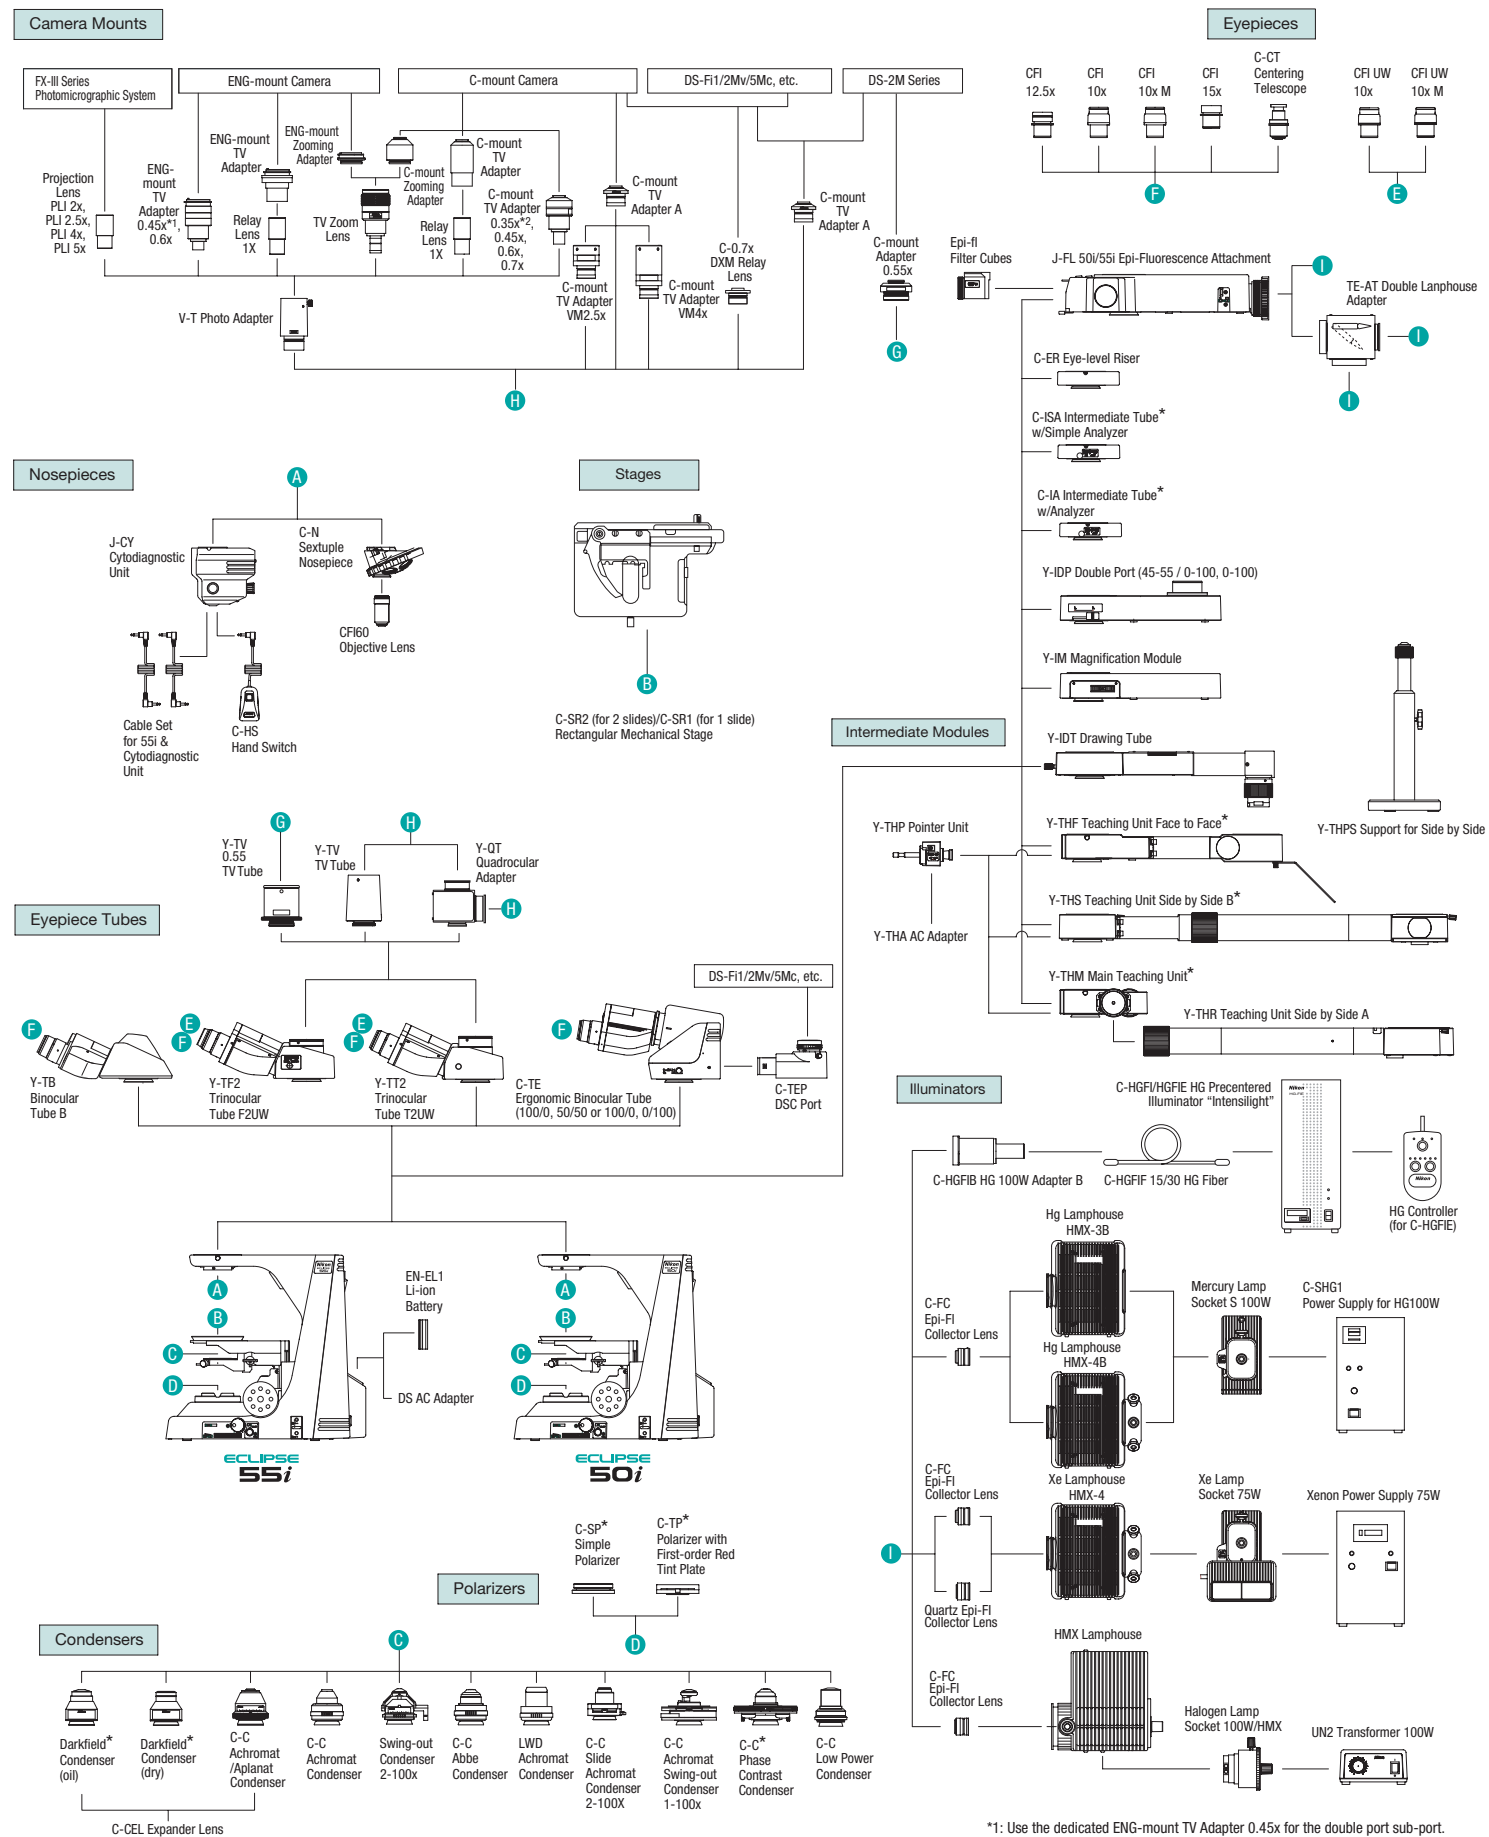 Camera Mounts
FX-III Series
Photomicrographic System
ENG-mount Camera
C-mount Camera
DS-Fi1/2Mv/5Mc, etc.
DS-2M Series
Projection
Lens
PLI 2x,
PLI 2.5x,
PLI 4x,
PLI 5x
ENG-
mount
TV
Adapter
0.45x*1,
0.6x
ENG-mount
TV
Adapter
Relay
Lens
1X
ENG-mount
Zooming
Adapter
TV Zoom
Lens
C-mount
Zooming
Adapter
C-mount
TV
Adapter
Relay
Lens
1X
C-mount
TV Adapter
0.35x*2,
0.45x,
0.6x,
0.7x
C-mount
TV
Adapter A
C-mount
TV Adapter
VM2.5x
C-mount
TV Adapter
VM4x
C-0.7x
DXM Relay
Lens
C-mount
TV
Adapter A
C-mount
Adapter
0.55x
G
V-T Photo Adapter
H
Eyepieces
CFI
12.5x
CFI
10x
CFI
10x M
CFI
15x
C-CT
Centering
Telescope
CFI UW
10x
CFI UW
10x M
F
E
Epi-fl
Filter Cubes
J-FL 50i/55i Epi-Fluorescence Attachment
I
TE-AT Double Lanphouse
Adapter
I
I
C-ER Eye-level Riser
C-ISA Intermediate Tube*
w/Simple Analyzer
C-IA Intermediate Tube*
w/Analyzer
Y-IDP Double Port (45-55 / 0-100, 0-100)
Y-IM Magnification Module
Intermediate Modules
Y-IDT Drawing Tube
Y-THP Pointer Unit
Y-THF Teaching Unit Face to Face*
Y-THPS Support for Side by Side
Y-THS Teaching Unit Side by Side B*
Y-THA AC Adapter
Y-THM Main Teaching Unit*
Y-THR Teaching Unit Side by Side A
Nosepieces
A
J-CY
Cytodiagnostic
Unit
C-N
Sextuple
Nosepiece
CFI60
Objective Lens
Cable Set
for 55i &
Cytodiagnostic
Unit
C-HS
Hand Switch
Stages
B
C-SR2 (for 2 slides)/C-SR1 (for 1 slide)
Rectangular Mechanical Stage
Eyepiece Tubes
G
Y-TV
0.55
TV Tube
H
Y-TV
TV Tube
Y-QT
Quadrocular
Adapter
H
F
Y-TB
Binocular
Tube B
E
F
Y-TF2
Trinocular
Tube F2UW
E
F
Y-TT2
Trinocular
Tube T2UW
F
C-TE
Ergonomic Binocular Tube
(100/0, 50/50 or 100/0, 0/100)
DS-Fi1/2Mv/5Mc, etc.
C-TEP
DSC Port
Nikon
A
B
C
D
EN-EL1
Li-ion
Battery
DS AC Adapter
ECLIPSE
55i
Nikon
A
B
C
D
ECLIPSE
50i
Illuminators
C-HGFI/HGFIE HG Precentered
Illuminator “Intensilight”
Nikon
C-HGFIB HG 100W Adapter B
C-HGFIF 15/30 HG Fiber
Nikon
HG Controller
(for C-HGFIE)
Hg Lamphouse
HMX-3B
C-FC
Epi-Fl
Collector Lens
Hg Lamphouse
HMX-4B
Mercury Lamp
Socket S 100W
C-SHG1
Power Supply for HG100W
I
C-FC
Epi-Fl
Collector Lens
Xe Lamphouse
HMX-4
Xe Lamp
Socket 75W
Xenon Power Supply 75W
Quartz Epi-Fl
Collector Lens
HMX Lamphouse
C-FC
Epi-Fl
Collector Lens
Halogen Lamp
Socket 100W/HMX
UN2 Transformer 100W
Polarizers
C-SP*
Simple
Polarizer
C-TP*
Polarizer with
First-order Red
Tint Plate
D
Condensers
C
Darkfield*
Condenser
(oil)
Darkfield*
Condenser
(dry)
C-C
Achromat
/Aplanat
Condenser
C-C
Achromat
Condenser
Swing-out
Condenser
2-100x
C-C
Abbe
Condenser
LWD
Achromat
Condenser
C-C
Slide
Achromat
Condenser
2-100X
C-C
Achromat
Swing-out
Condenser
1-100x
C-C*
Phase
Contrast
Condenser
C-C
Low Power
Condenser
C-CEL Expander Lens
*1: Use the dedicated ENG-mount TV Adapter 0.45x for the double port sub-port.